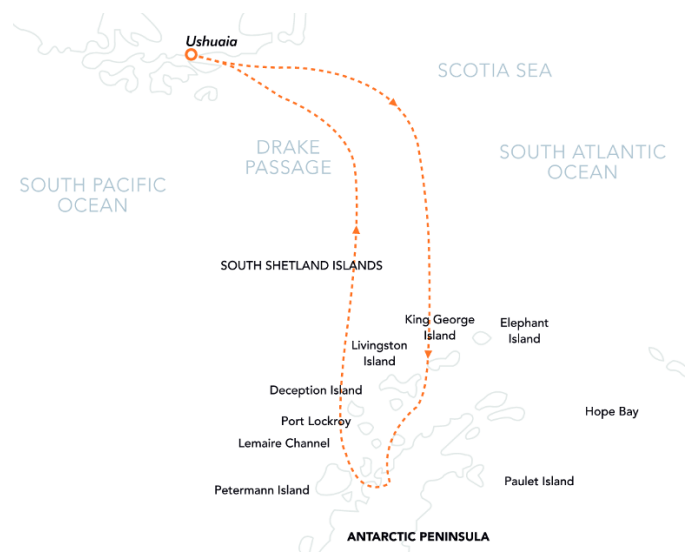 Ushuaia
SCOTIA SEA
DRAKE
PASSAGE
SOUTH ATLANTIC
OCEAN
SOUTH PACIFIC
OCEAN
SOUTH SHETLAND ISLANDS
King George
Island
Elephant
Island
Livingston
Island
Deception Island
Hope Bay
Port Lockroy
Lemaire Channel
Paulet Island
Petermann Island
ANTARCTIC PENINSULA